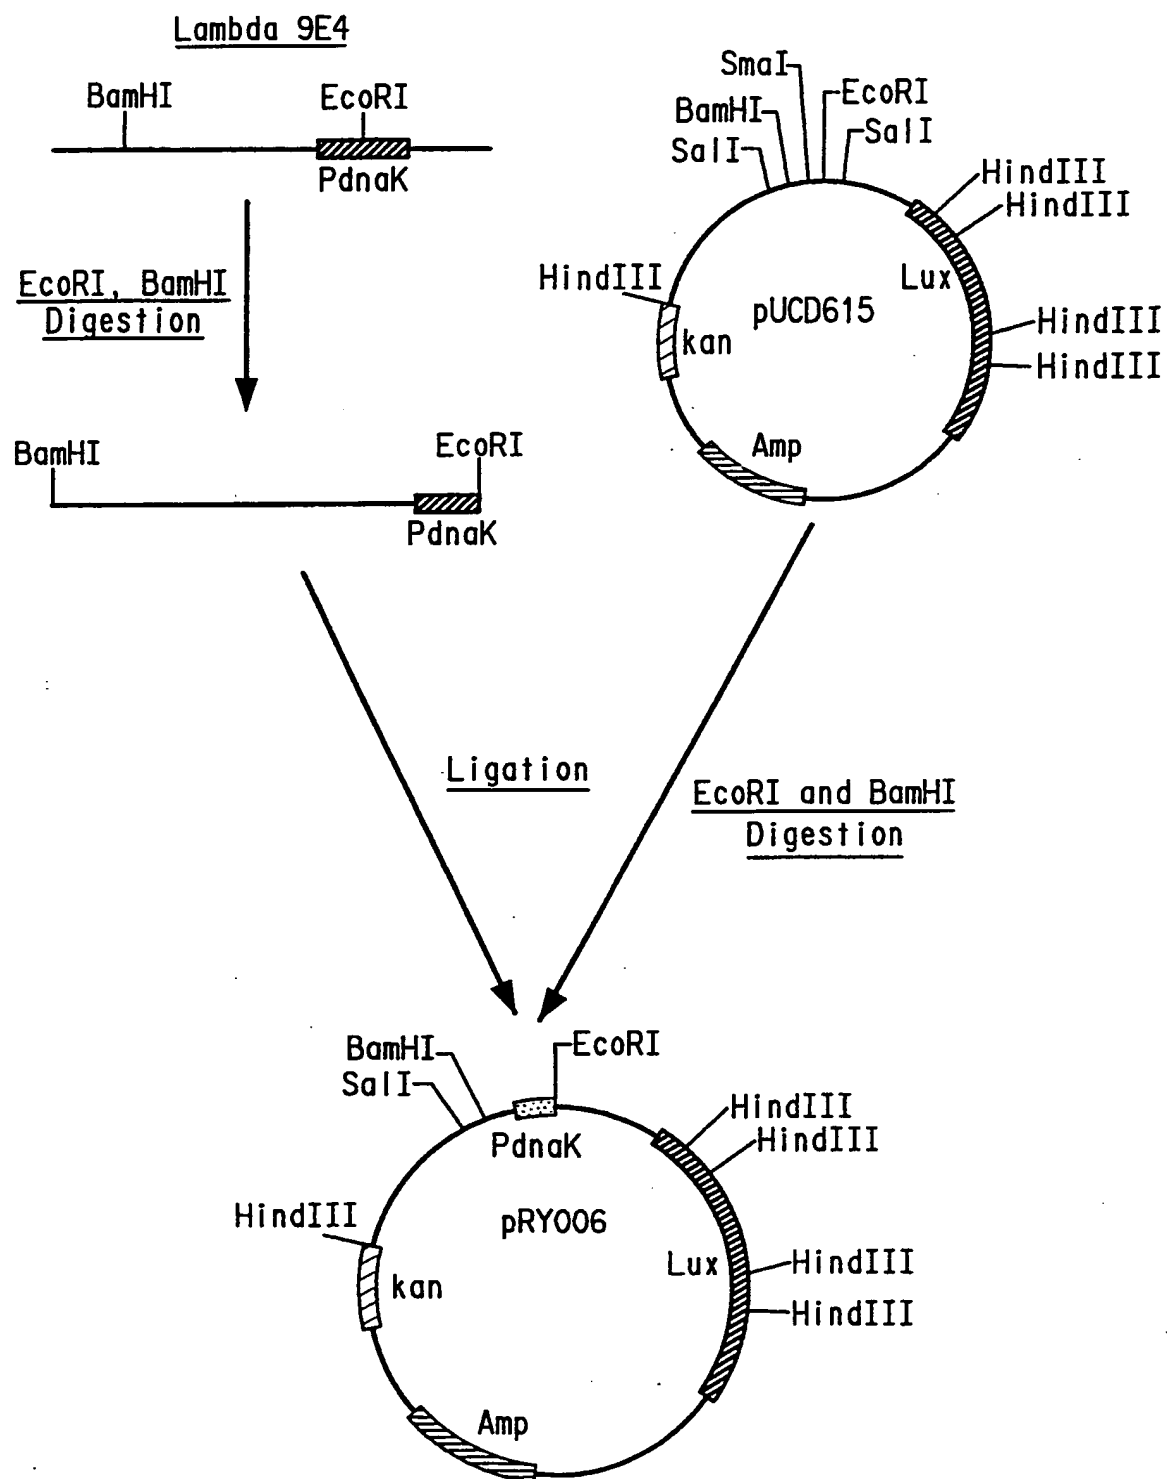 Lambda 9E4
BamHI
EcoRI
PdnaK
EcoRI, BamHI
Digestion
BamHI
EcoRI
PdnaK
SmaI
BamHI
SalI
EcoRI
SalI
HindIII
HindIII
HindIII
Lux
pUCD615
kan
HindIII
HindIII
Amp
Ligation
EcoRI and BamHI
Digestion
BamHI
SalI
EcoRI
PdnaK
HindIII
HindIII
HindIII
pRY006
kan
Lux
HindIII
HindIII
Amp